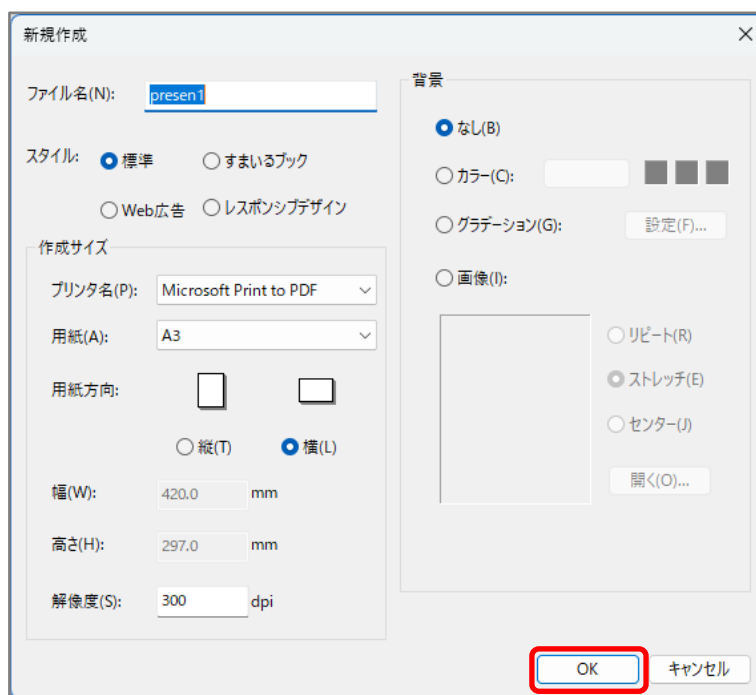 新規作成
ファイル名(N): presen1
スタイル: 標準 すまいるブック
Web広告 レスポンシブデザイン
作成サイズ
プリンタ名(P): Microsoft Print to PDF
用紙(A): A3
用紙方向:
縦(T) 横(L)
幅(W): 420.0 mm
高さ(H): 297.0 mm
解像度(S): 300 dpi
背景
なし(B)
カラー(C):
グラデーション(G): 設定(F)...
画像(I):
リピート(R)
ストレッチ(E)
センター(J)
開く(O)...
OK キャンセル